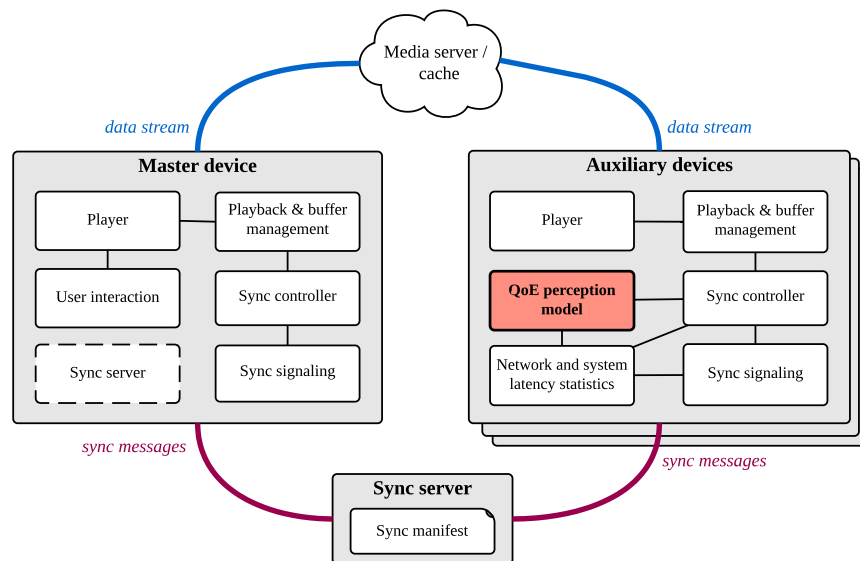 Media server /
cache
data stream
data stream
Master device
Player
Playback & buffer
management
User interaction
Sync controller
Sync server
Sync signaling
Auxiliary devices
Player
Playback & buffer
management
QoE perception
model
Sync controller
Network and system
latency statistics
Sync signaling
sync messages
sync messages
Sync server
Sync manifest